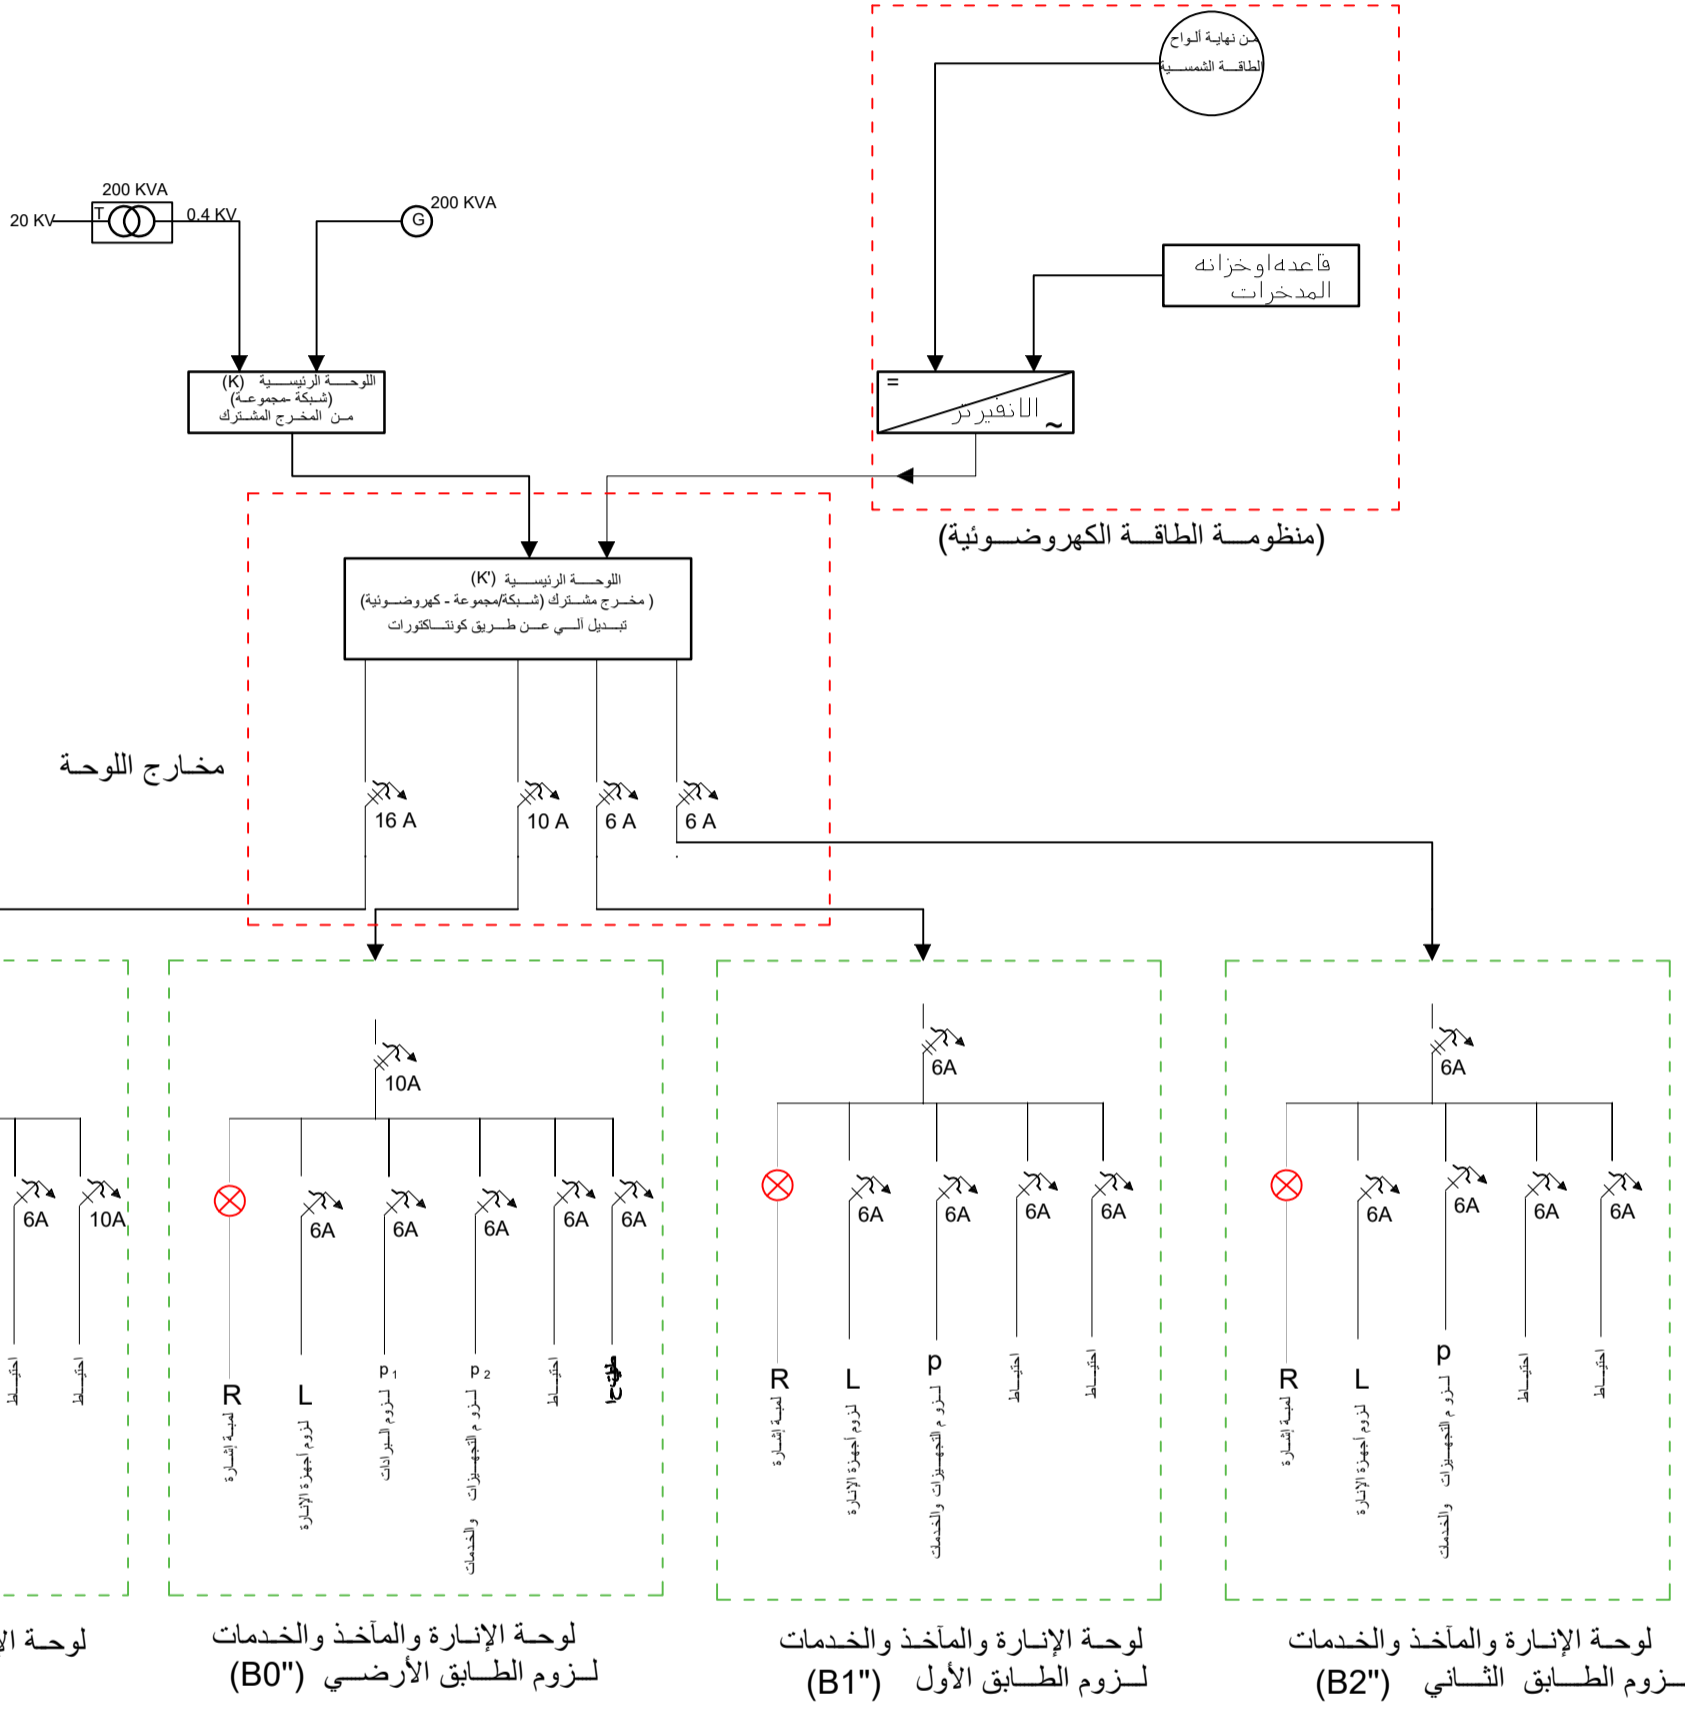 من نهاية ألواح
الطاقة الشمسية
200 KVA
20 KV
T
0.4 KV
G
200 KVA
قاعده او خزانه
المدخرات
اللوحة الرئيسية (K)
(شبكة -مجموعة)
من المخرج المشترك
=
الانفيرتر
~
(منظومة الطاقة الكهروضوئية)
اللوحة الرئيسية (K')
( مخرج مشترك (شبكة/مجموعة - كهروضوئية)
تبديل آلي عن طريق كونتاكتورات
مخارج اللوحة
16 A
10 A
6 A
6 A
10A
6A
6A
6A
10A
6A
6A
6A
6A
6A
6A
6A
6A
6A
6A
6A
6A
6A
احتياط
احتياط
R
لمبة إشارة
L
لزوم أجهزة الإنارة
p1
لزوم البرادات
p2
لزوم التجهيزات والخدمات
احتياط
R
لمبة إشارة
L
لزوم أجهزة الإنارة
p
لزوم التجهيزات والخدمات
احتياط
احتياط
R
لمبة إشارة
L
لزوم أجهزة الإنارة
p
لزوم التجهيزات والخدمات
احتياط
احتياط
لوحة
لوحة الإنارة والمآخذ والخدمات
لزوم الطابق الأرضي (B0")
لوحة الإنارة والمآخذ والخدمات
لزوم الطابق الأول (B1")
لوحة الإنارة والمآخذ والخدمات
لزوم الطابق الثاني (B2")